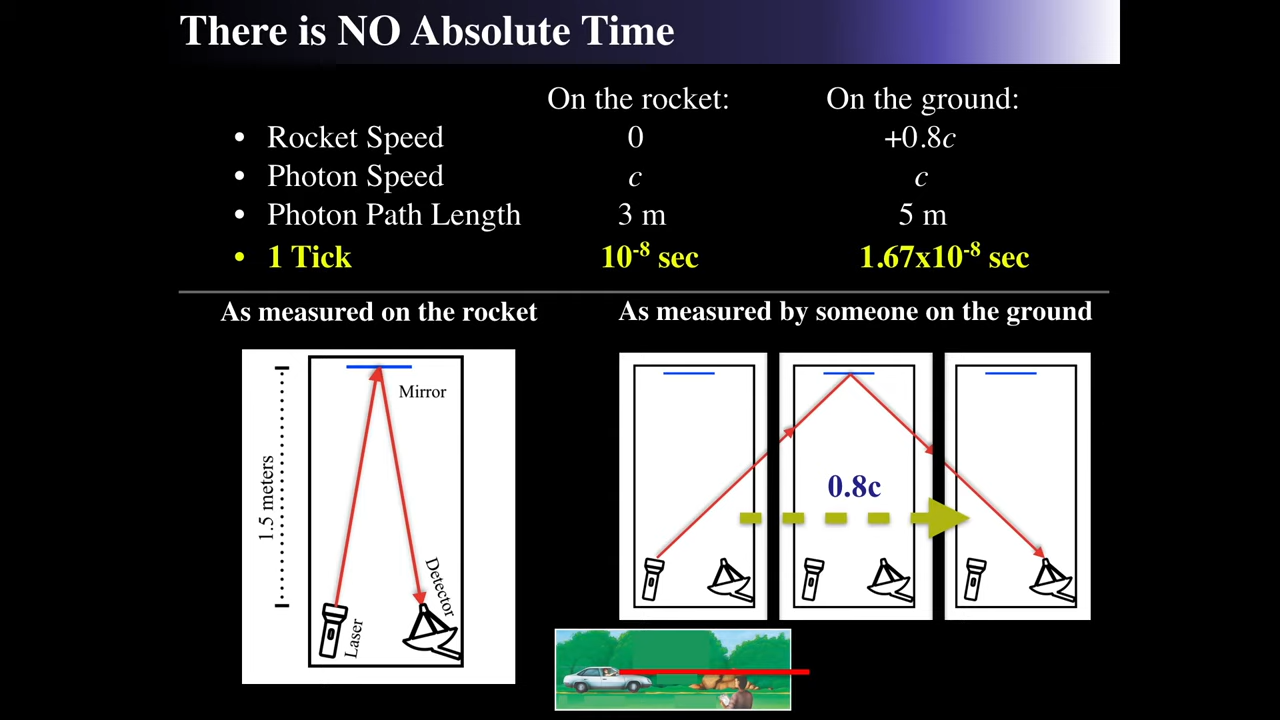 There is NO Absolute Time
On the rocket: On the ground:
• Rocket Speed 0 +0.8c
• Photon Speed c c
• Photon Path Length 3 m 5 m
• 1 Tick 10⁻⁸ sec 1.67x10⁻⁸ sec
As measured on the rocket
As measured by someone on the ground
Mirror
1.5 meters
Laser
Detector
0.8c